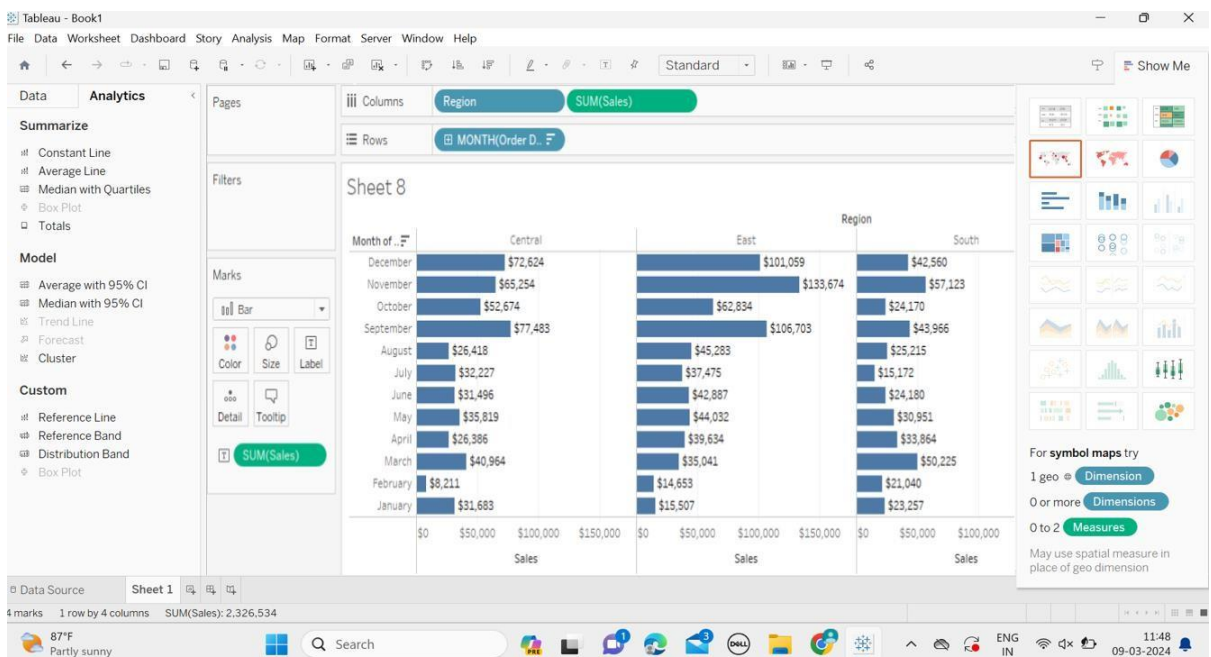 Tableau - Book1
File Data Worksheet Dashboard Story Analysis Map Format Server Window Help
Standard
Show Me
Data Analytics
Pages
Columns Region SUM(Sales)
Rows MONTH(Order D..
Summarize
Constant Line
Average Line
Median with Quartiles
Box Plot
Totals
Model
Average with 95% CI
Median with 95% CI
Trend Line
Forecast
Cluster
Custom
Reference Line
Reference Band
Distribution Band
Box Plot
Filters
Marks
Bar
Color Size Label
Detail Tooltip
SUM(Sales)
Sheet 8
Region
Month of .. Central East South
December $72,624 $101,059 $42,560
November $65,254 $133,674 $57,123
October $52,674 $62,834 $24,170
September $77,483 $106,703 $43,966
August $26,418 $45,283 $25,215
July $32,227 $37,475 $15,172
June $31,496 $42,887 $24,180
May $35,819 $44,032 $30,951
April $26,386 $39,634 $33,864
March $40,964 $35,041 $50,225
February $8,211 $14,653 $21,040
January $31,683 $15,507 $23,257
$0 $50,000 $100,000 $150,000 $0 $50,000 $100,000 $150,000 $0 $50,000 $100,000
Sales Sales Sales
For symbol maps try
1 geo Dimension
0 or more Dimensions
0 to 2 Measures
May use spatial measure in
place of geo dimension
Data Source Sheet 1
4 marks 1 row by 4 columns SUM(Sales): 2,326,534
87°F
Partly sunny
Search
PRE
1
3
DELL
ENG
IN
11:48
09-03-2024